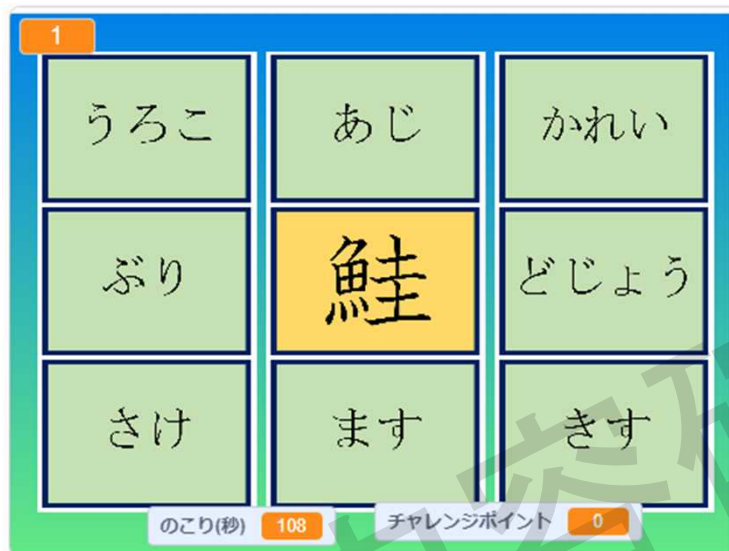 1
うろこ
あじ
かれい
ぶり
鮭
どじょう
さけ
ます
きす
のこり(秒) 108
チャレンジポイント 0